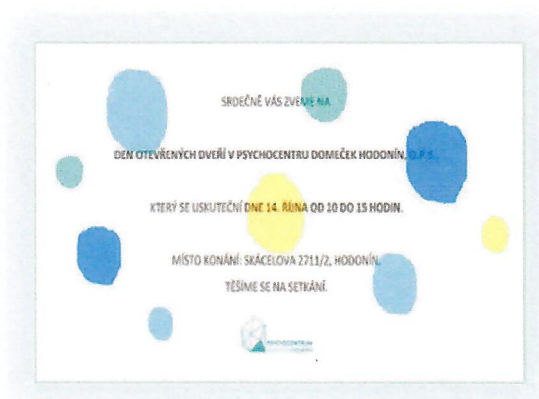 SRDEČNĚ VÁS ZVEME NA
DEN OTEVŘENÝCH DVEŘÍ V PSYCHOCENTRU DOMEČEK HODONÍN, O.P.S.,
KTERÝ SE USKUTEČNÍ DNE 14. ŘÍJNA OD 10 DO 15 HODIN.
MÍSTO KONÁNÍ: SKÁCELOVA 2711/2, HODONÍN.
TĚŠÍME SE NA SETKÁNÍ.
PSYCHOCENTRUM